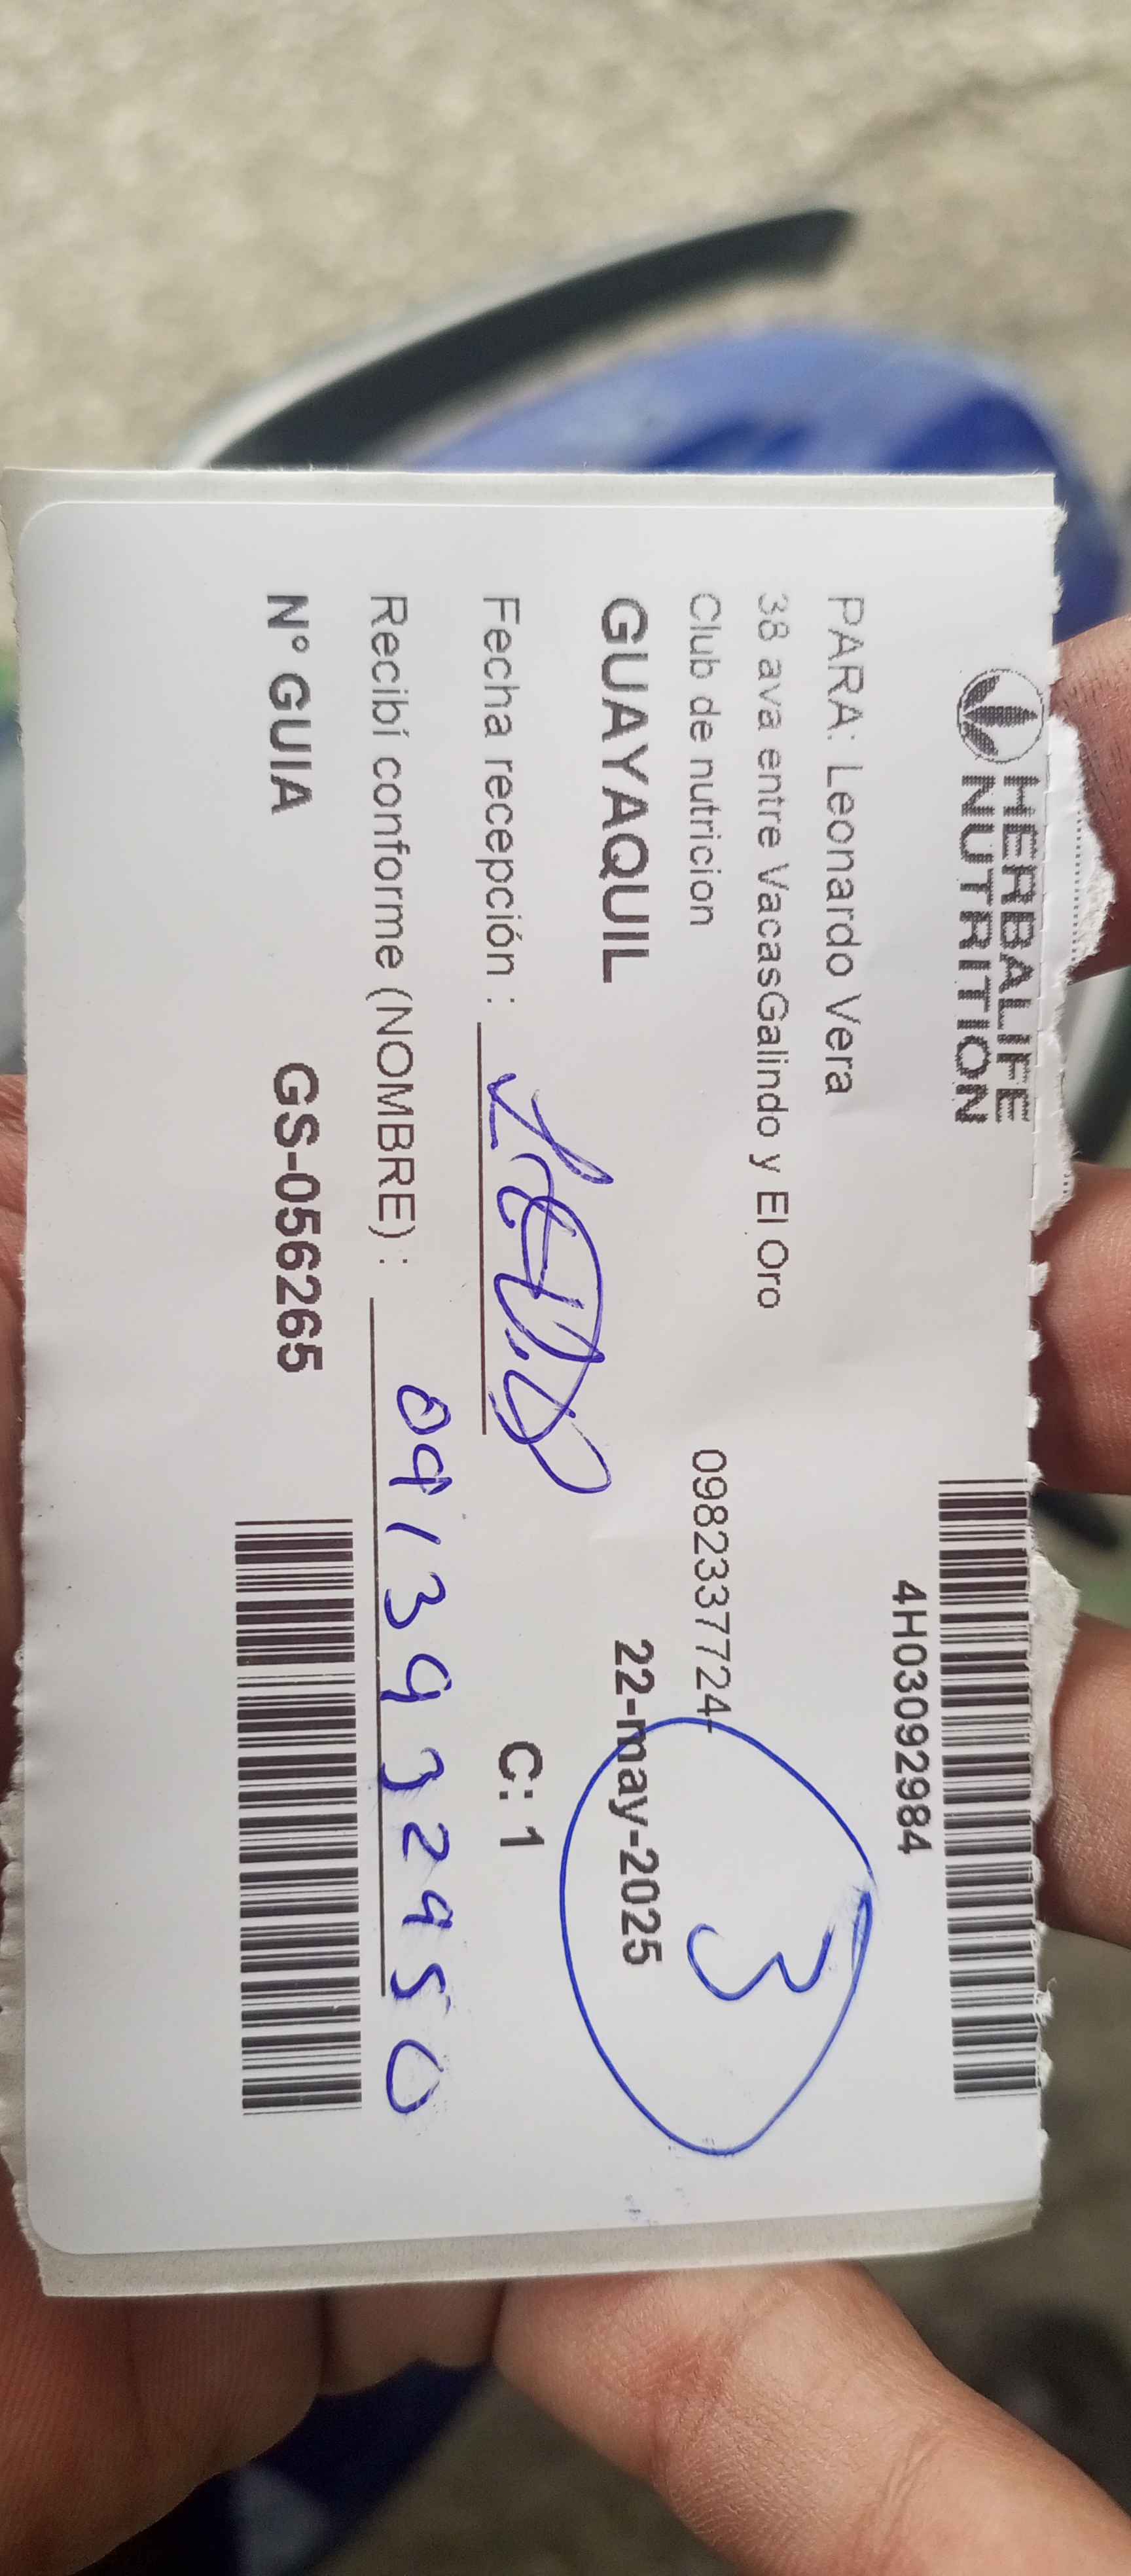 HERBALIFE
NUTRITION
4H03092984
PARA: Leonardo Vera
38 ava entre VacasGalindo y El Oro
Club de nutricion 0982337724
3
GUAYAQUIL 22-may-2025
Fecha recepción :
C: 1
Recibí conforme (NOMBRE) : 0913932950
N° GUIA GS-056265